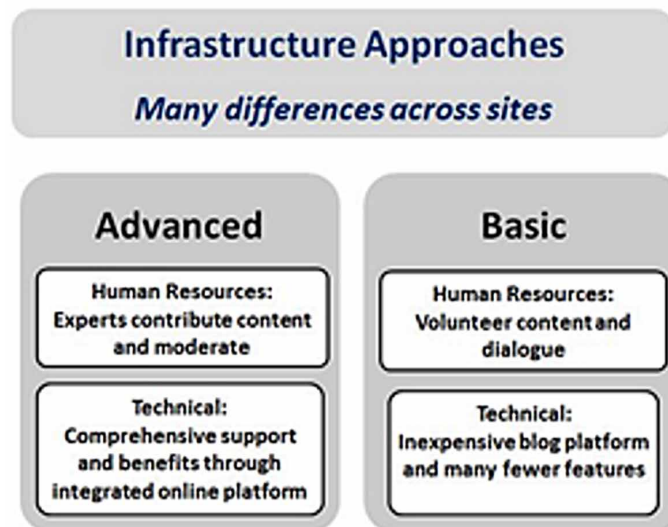 Infrastructure Approaches
Many differences across sites
Advanced
Human Resources:
Experts contribute content
and moderate
Technical:
Comprehensive support
and benefits through
integrated online platform
Basic
Human Resources:
Volunteer content and
dialogue
Technical:
Inexpensive blog platform
and many fewer features